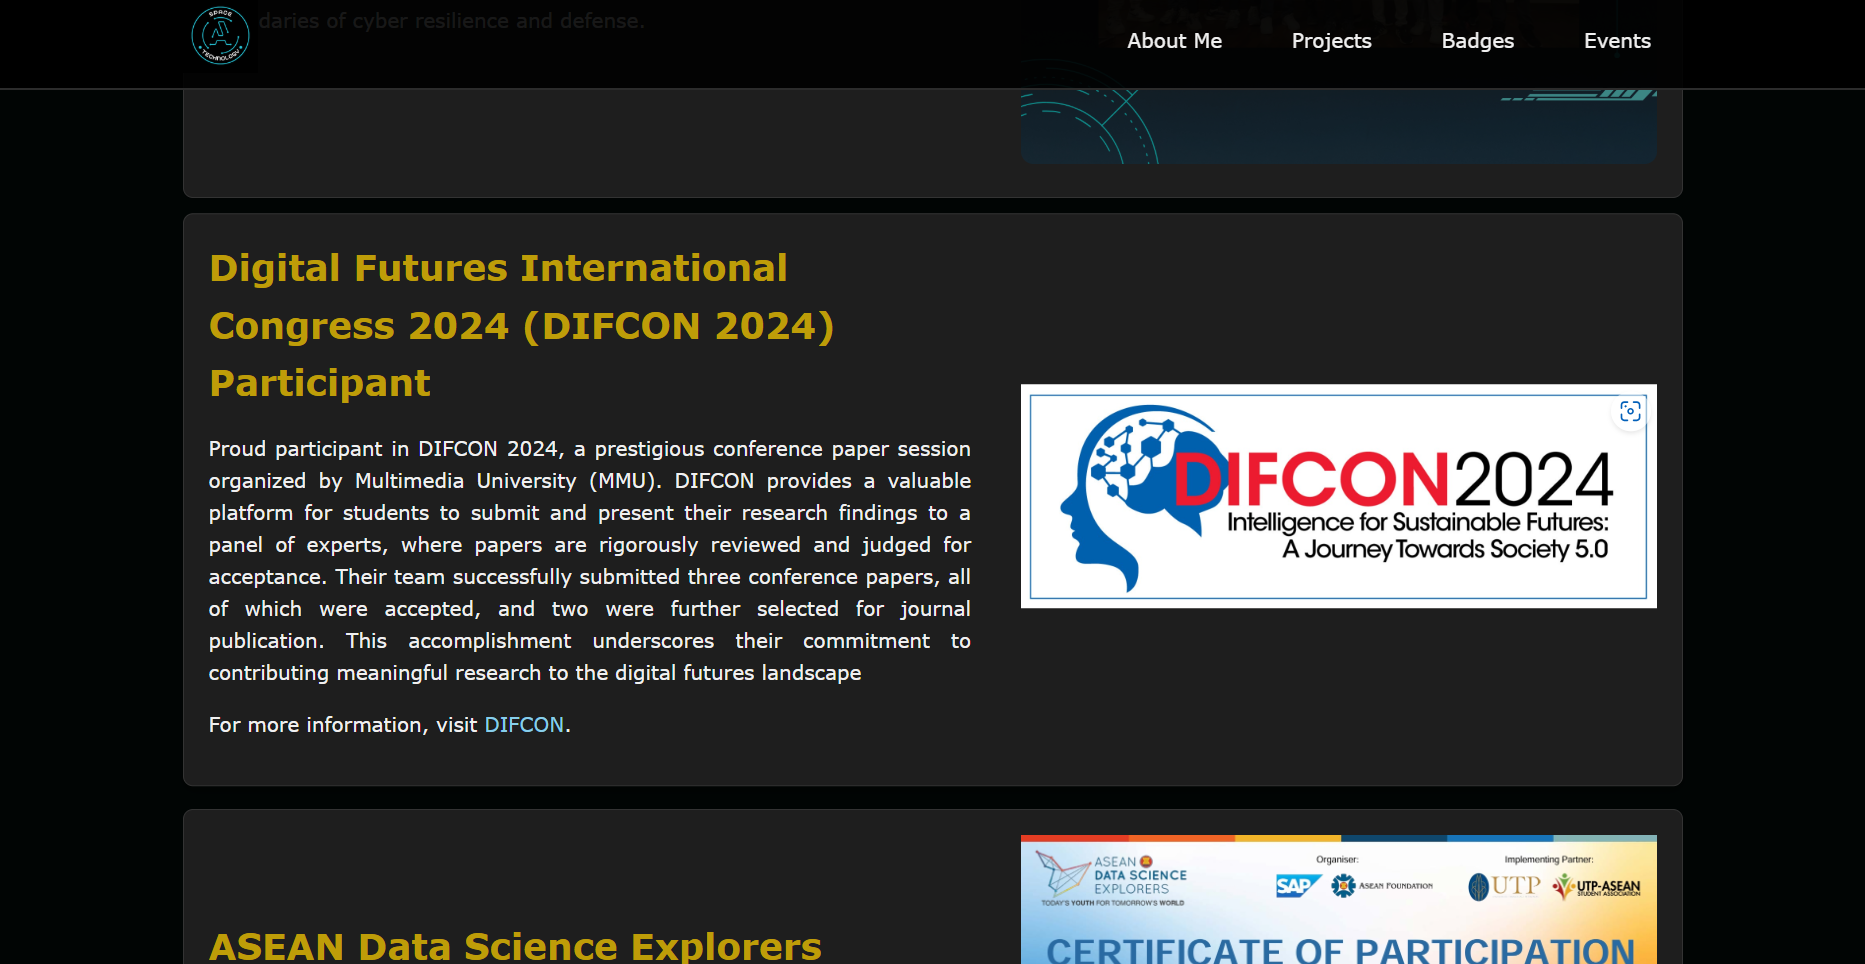 SPACE
TECHNOLOGY
daries of cyber resilience and defense.
About Me
Projects
Badges
Events
Digital Futures International
Congress 2024 (DIFCON 2024)
Participant
Proud participant in DIFCON 2024, a prestigious conference paper session
organized by Multimedia University (MMU). DIFCON provides a valuable
platform for students to submit and present their research findings to a
panel of experts, where papers are rigorously reviewed and judged for
acceptance. Their team successfully submitted three conference papers, all
of which were accepted, and two were further selected for journal
publication. This accomplishment underscores their commitment to
contributing meaningful research to the digital futures landscape
For more information, visit DIFCON.
DIFCON2024
Intelligence for Sustainable Futures:
A Journey Towards Society 5.0
ASEAN Data Science Explorers
ASEAN
DATA SCIENCE
EXPLORERS
TODAY'S YOUTH FOR TOMORROW'S WORLD
Organiser:
SAP
ASEAN FOUNDATION
Implementing Partner:
UTP
UTP-ASEAN
STUDENT ASSOCIATION
CERTIFICATE OF PARTICIPATION